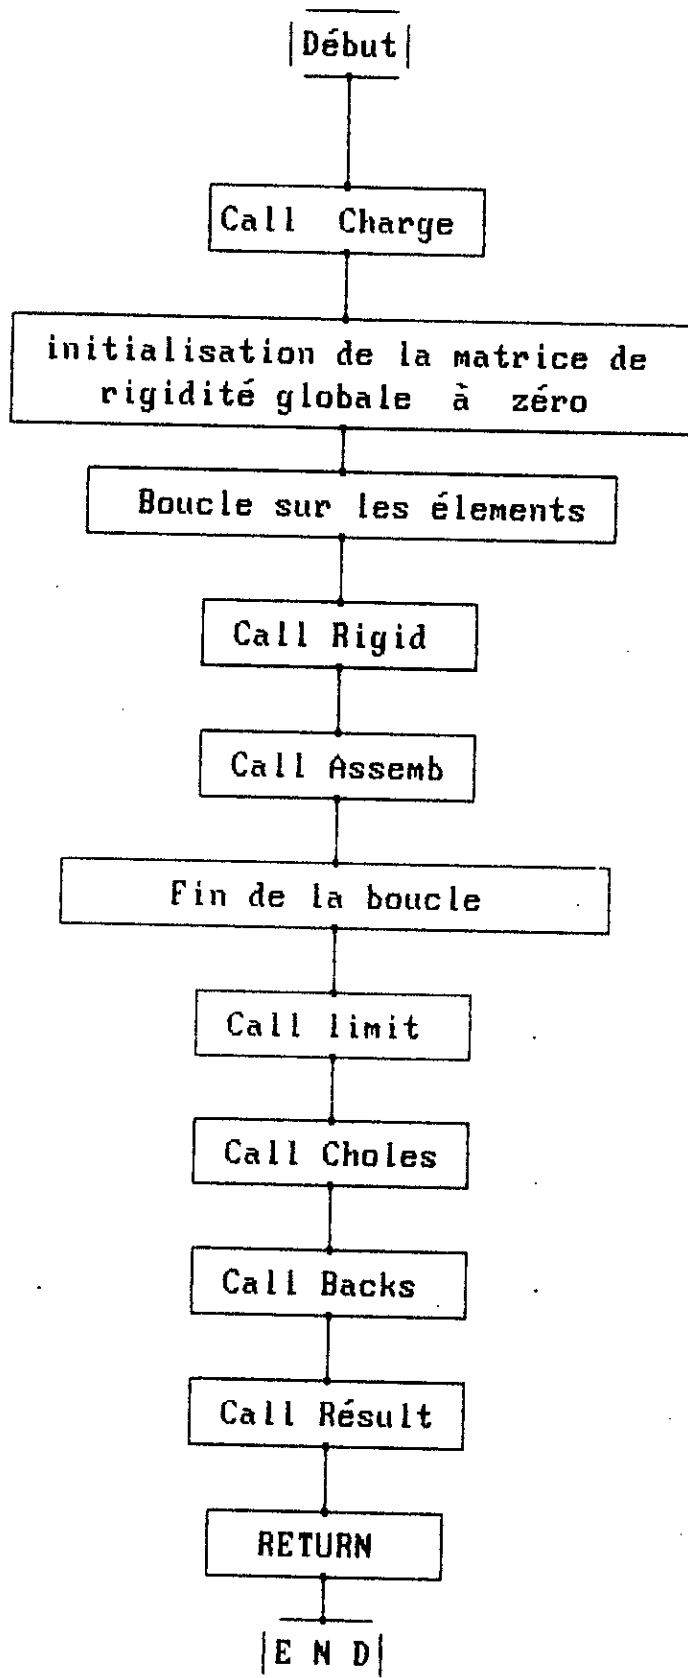 Début
Call Charge
initialisation de la matrice de
rigidité globale à zéro
Boucle sur les élements
Call Rigid
Call Assemb
Fin de la boucle
Call limit
Call Choles
Call Backs
Call Résult
RETURN
E N D